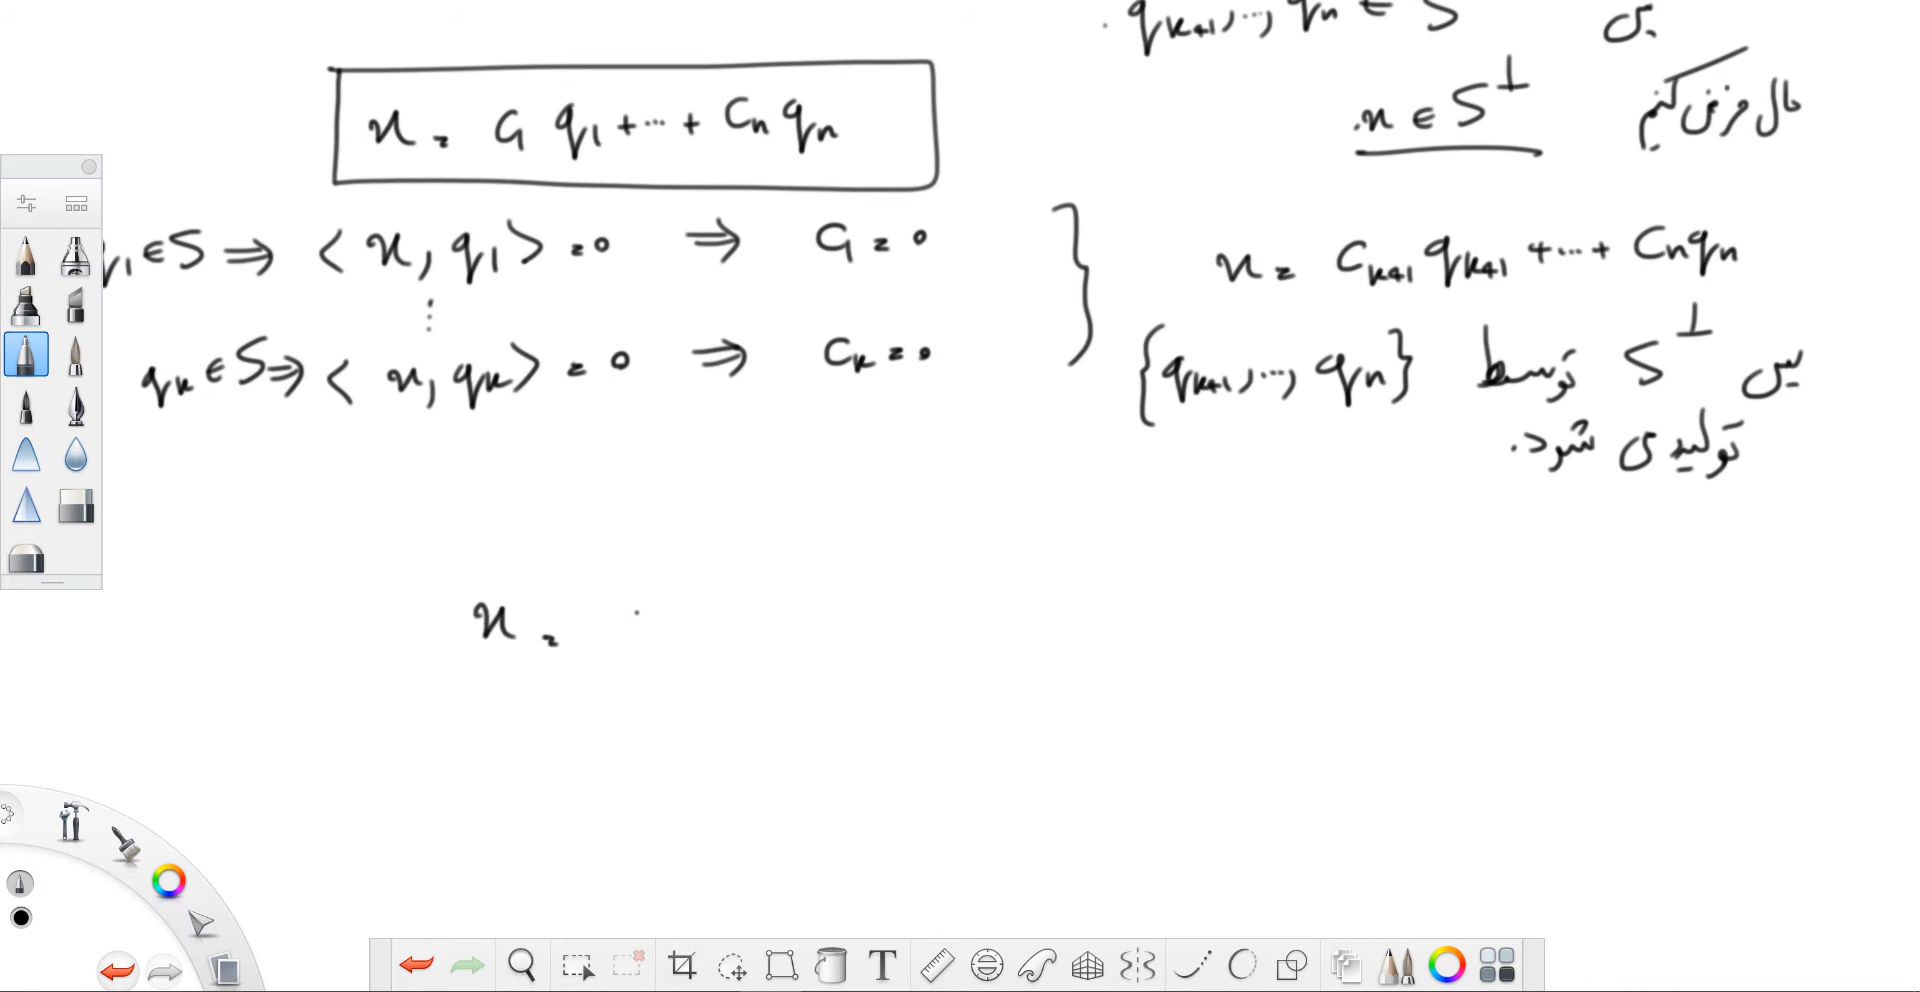 . q_{k+1}, ..., q_n ∈ S
x = c_1 q_1 + ... + c_n q_n
حال فرض کنیم x ∈ S^⊥.
q_1 ∈ S ⇒ <x, q_1> = 0 ⇒ c_1 = 0
⋮
q_k ∈ S ⇒ <x, q_k> = 0 ⇒ c_k = 0 }
x = c_{k+1} q_{k+1} + ... + c_n q_n
پس S^⊥ توسط {q_{k+1}, ..., q_n}
تولید می شود.
x =
T